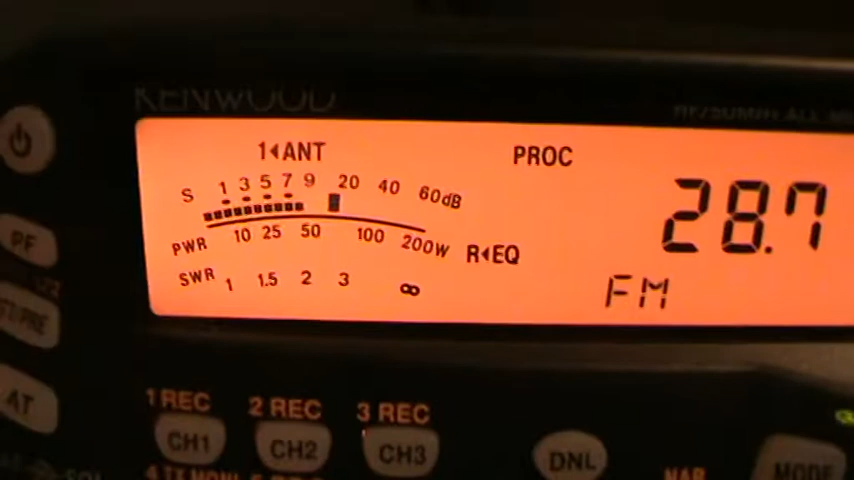 KENWOOD
1◂ANT
PROC
S 1 3 5 7 9 20 40 60dB
28.7
PWR 10 25 50 100 200W
R◂EQ
SWR 1 1.5 2 3 ∞
FM
PF
AT
1 REC 2 REC 3 REC
CH1 CH2 CH3 DNL MODE